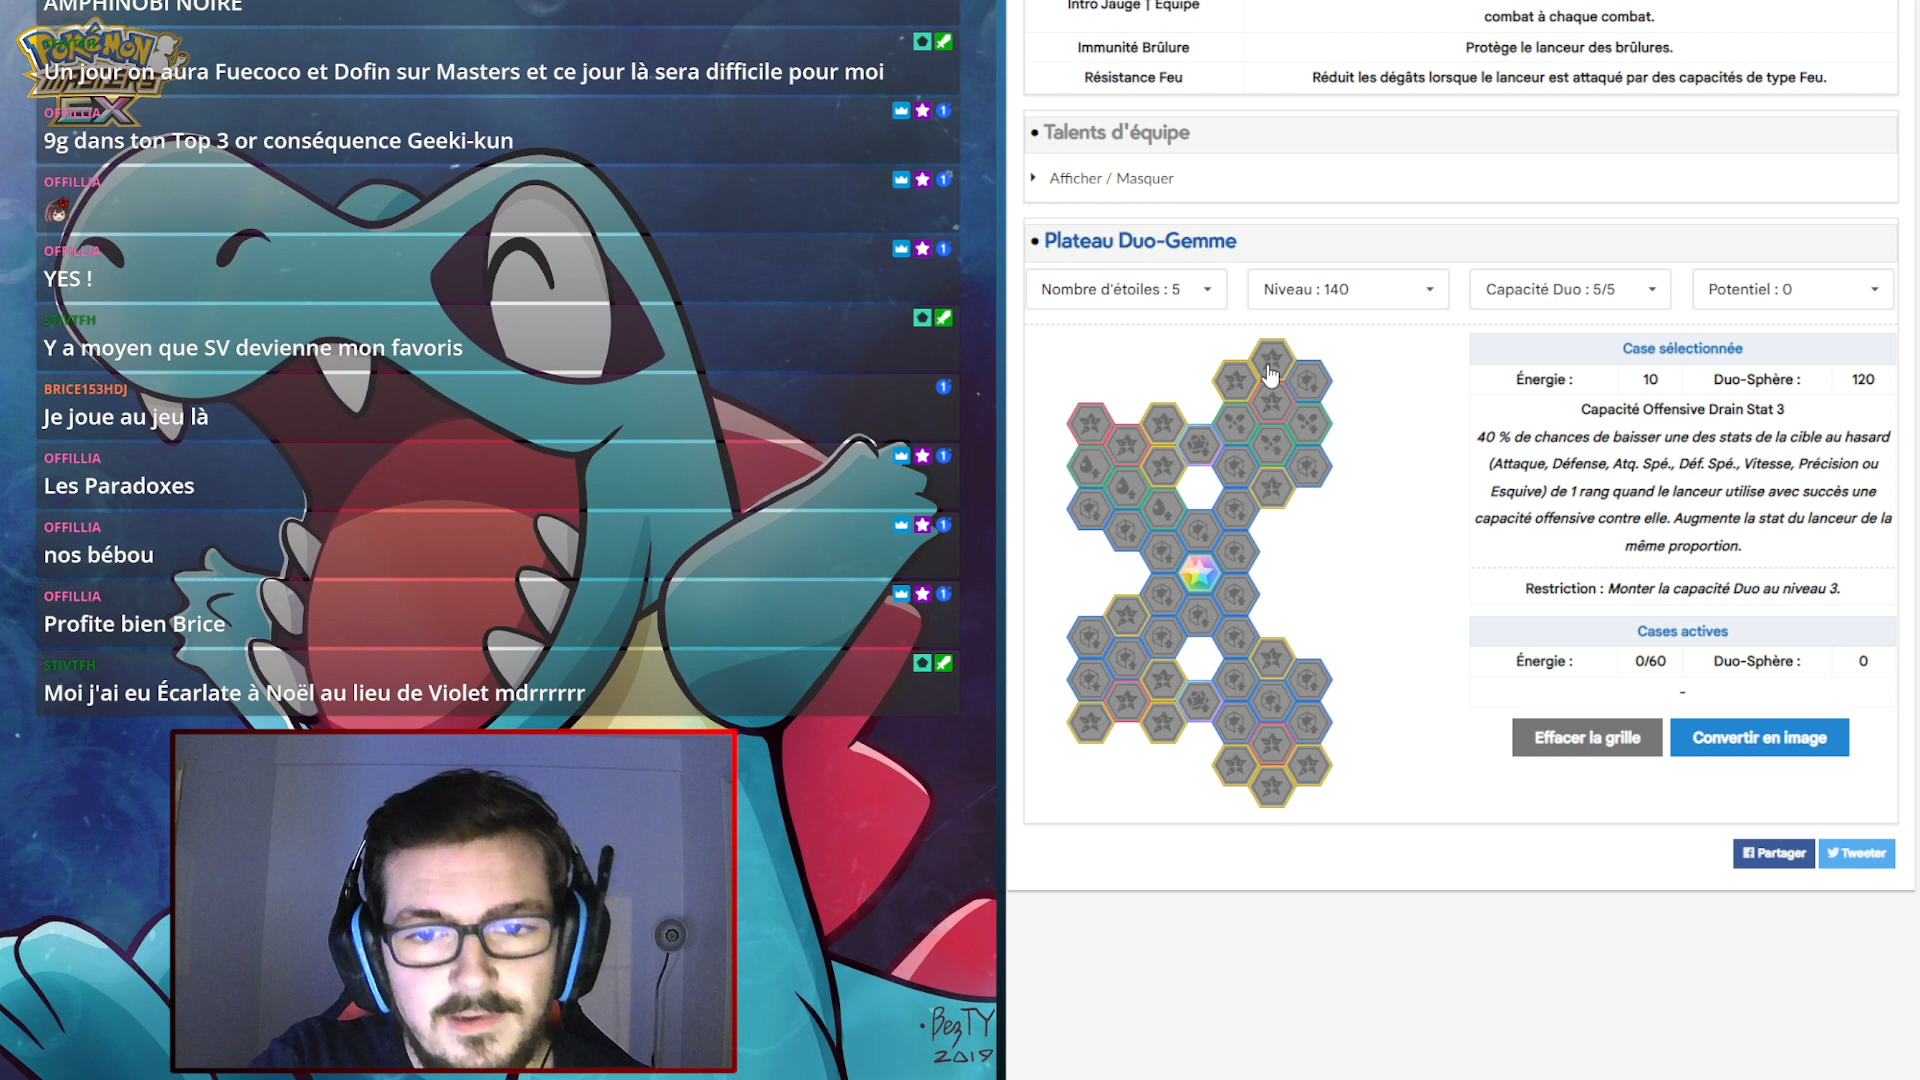 AMPHINOBI NOIRE
STIVTFH
POKÉMON
MASTERS
EX
Un jour on aura Fuecoco et Dofin sur Masters et ce jour là sera difficile pour moi
OFFILLIA
9g dans ton Top 3 or conséquence Geeki-kun
OFFILLIA
OFFILLIA
YES !
STIVTFH
Y a moyen que SV devienne mon favoris
BRICE153HDJ
Je joue au jeu là
OFFILLIA
Les Paradoxes
OFFILLIA
nos bébou
OFFILLIA
Profite bien Brice
STIVTFH
Moi j'ai eu Écarlate à Noël au lieu de Violet mdrrrrrr
BezTY
2019
Intro Jauge | Équipe
combat à chaque combat.
Immunité Brûlure
Protège le lanceur des brûlures.
Résistance Feu
Réduit les dégâts lorsque le lanceur est attaqué par des capacités de type Feu.
• Talents d'équipe
Afficher / Masquer
• Plateau Duo-Gemme
Nombre d'étoiles : 5
Niveau : 140
Capacité Duo : 5/5
Potentiel : 0
Case sélectionnée
Énergie : 10 Duo-Sphère : 120
Capacité Offensive Drain Stat 3
40 % de chances de baisser une des stats de la cible au hasard
(Attaque, Défense, Atq. Spé., Déf. Spé., Vitesse, Précision ou
Esquive) de 1 rang quand le lanceur utilise avec succès une
capacité offensive contre elle. Augmente la stat du lanceur de la
même proportion.
Restriction : Monter la capacité Duo au niveau 3.
Cases actives
Énergie : 0/60 Duo-Sphère : 0
-
Effacer la grille
Convertir en image
Partager
Tweeter